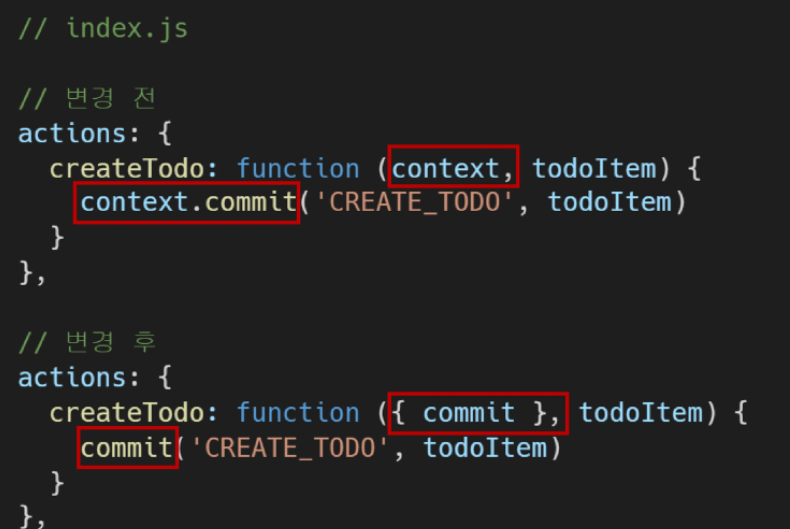 // index.js
// 변경 전
actions: {
createTodo: function (context, todoItem) {
context.commit('CREATE_TODO', todoItem)
}
},
// 변경 후
actions: {
createTodo: function ({ commit }, todoItem) {
commit('CREATE_TODO', todoItem)
}
},